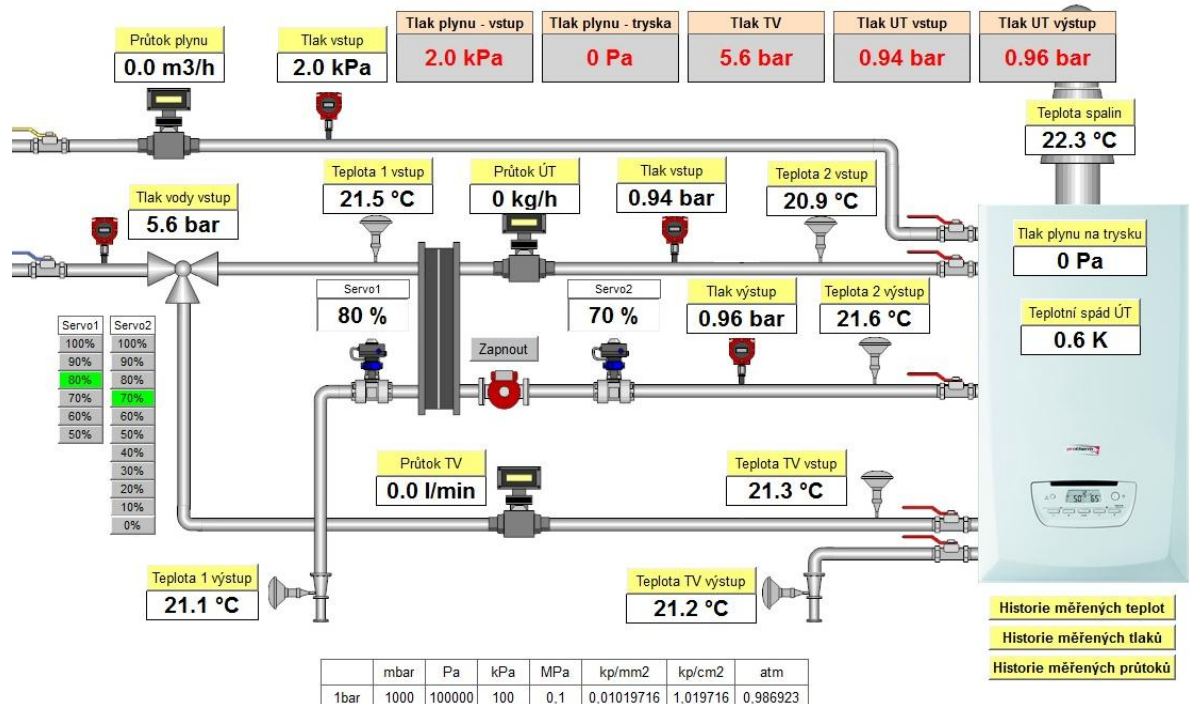 Tlak plynu - vstup
2.0 kPa
Tlak plynu - tryska
0 Pa
Tlak TV
5.6 bar
Tlak UT vstup
0.94 bar
Tlak UT výstup
0.96 bar
Průtok plynu
0.0 m3/h
Tlak vstup
2.0 kPa
Teplota spalin
22.3 °C
Teplota 1 vstup
21.5 °C
Průtok ÚT
0 kg/h
Tlak vstup
0.94 bar
Teplota 2 vstup
20.9 °C
Tlak vody vstup
5.6 bar
Tlak plynu na trysku
0 Pa
Servo1
80 %
Servo2
70 %
Tlak výstup
0.96 bar
Teplota 2 výstup
21.6 °C
Teplotní spád ÚT
0.6 K
Zapnout
Servo1
100%
90%
80%
70%
60%
50%
Servo2
100%
90%
80%
70%
60%
50%
40%
30%
20%
10%
0%
Průtok TV
0.0 l/min
Teplota TV vstup
21.3 °C
protherm
Teplota 1 výstup
21.1 °C
Teplota TV výstup
21.2 °C
Historie měřených teplot
Historie měřených tlaků
Historie měřených průtoků
mbar Pa kPa MPa kp/mm2 kp/cm2 atm
1bar 1000 100000 100 0,1 0,01019716 1,019716 0,986923